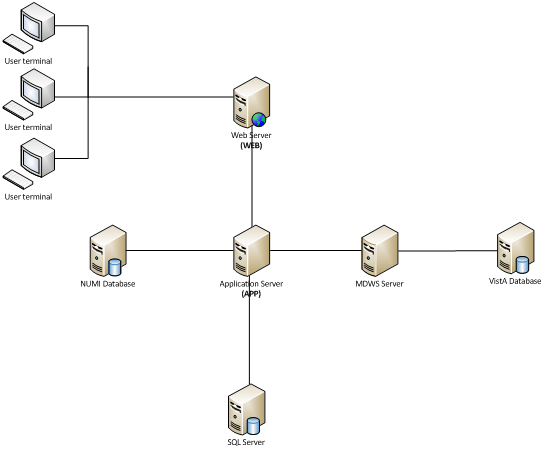 User terminal
User terminal
User terminal
Web Server
(WEB)
NUMI Database
Application Server
(APP)
MDWS Server
VistA Database
SQL Server